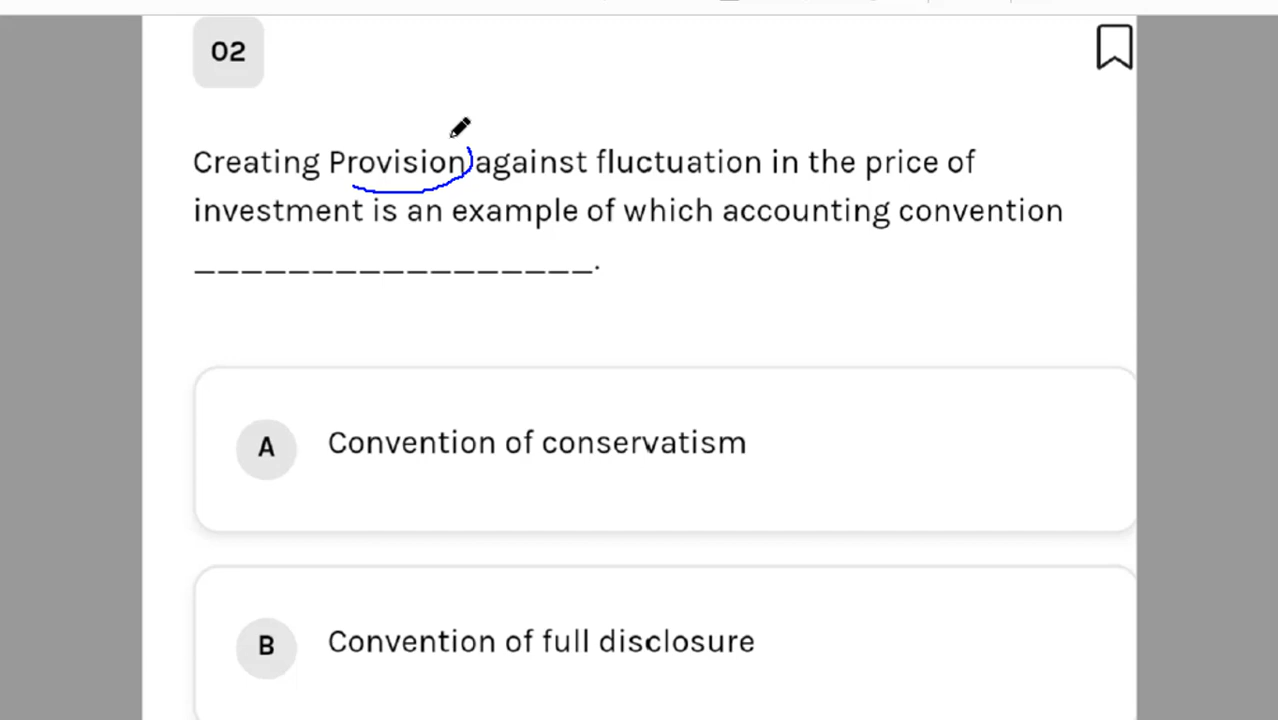 02
Creating Provision against fluctuation in the price of
investment is an example of which accounting convention
_________________.
A Convention of conservatism
B Convention of full disclosure